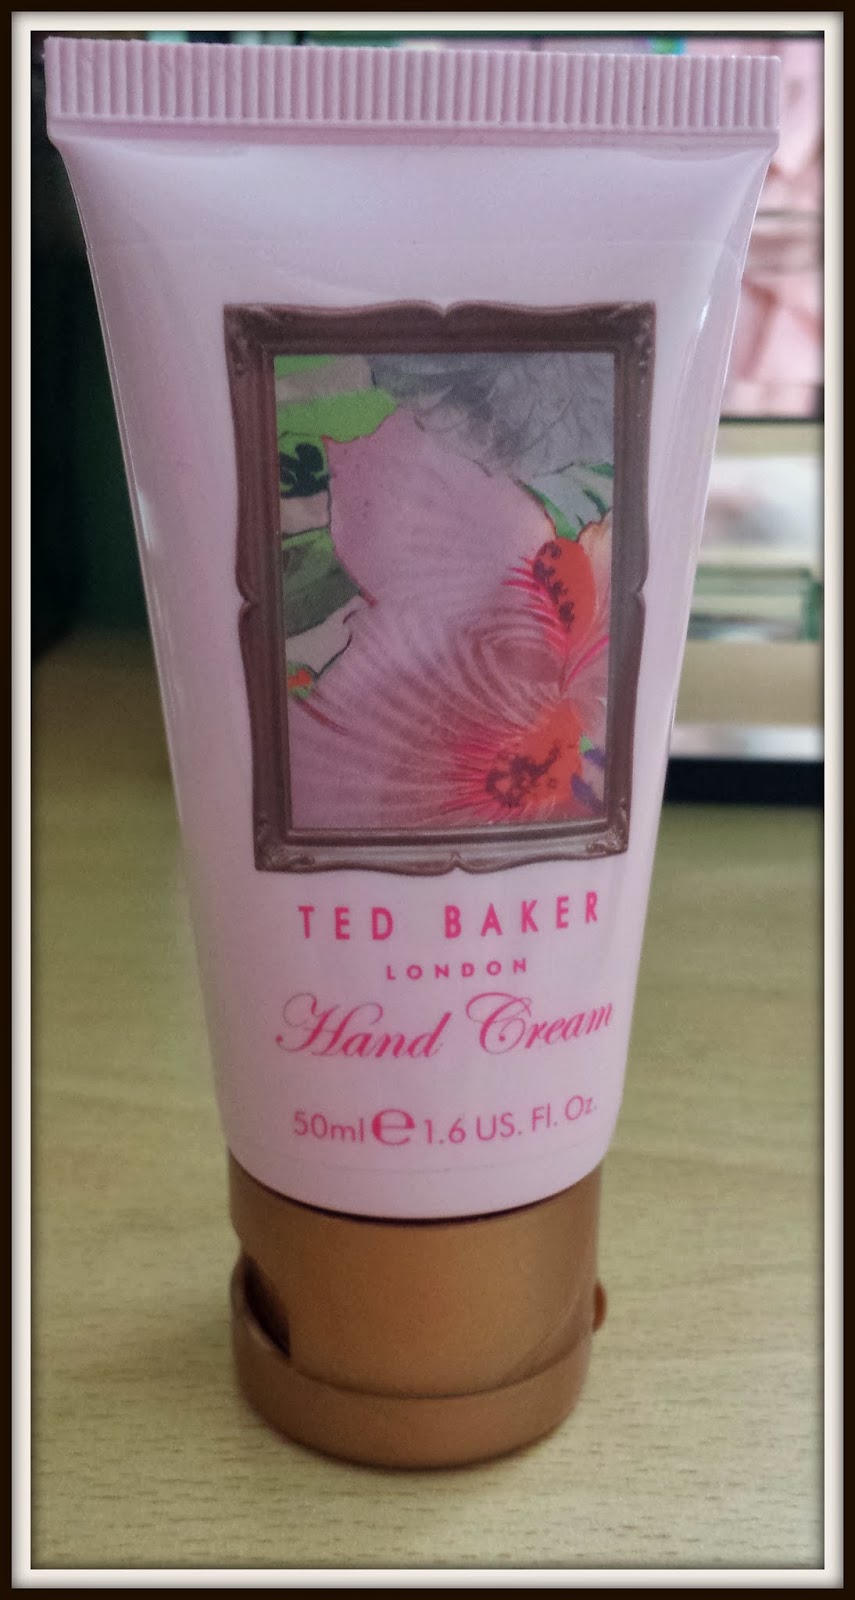 TED BAKER
LONDON
Hand Cream
50ml e 1.6 US. Fl. Oz.